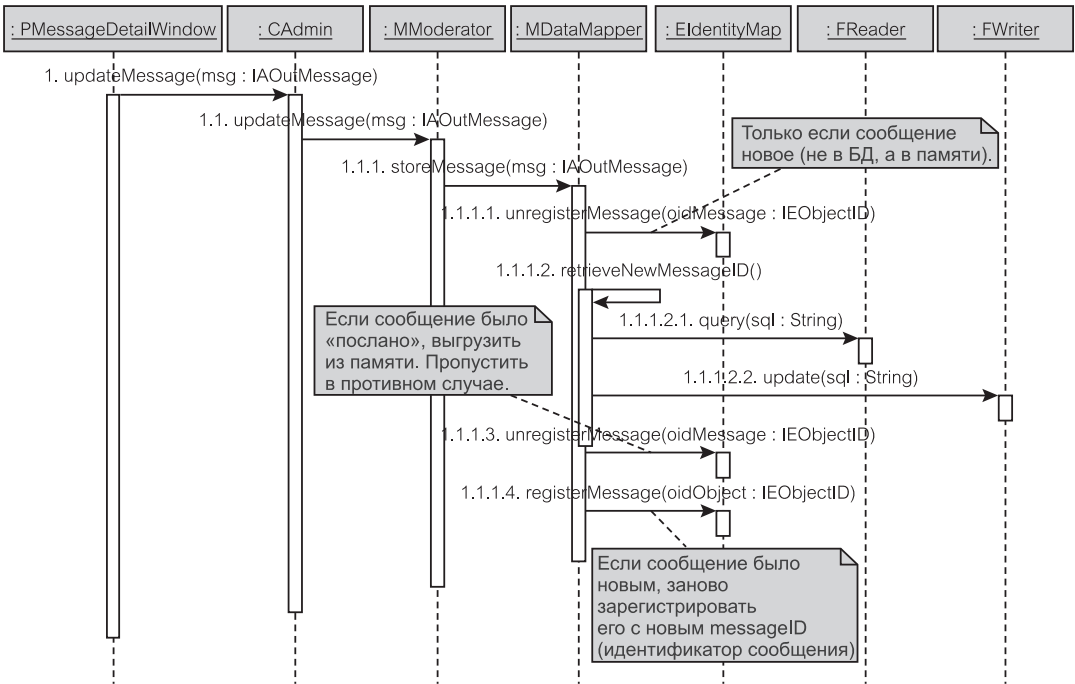 : PMessageDetailWindow
: CAdmin
: MModerator
: MDataMapper
: EIdentityMap
: FReader
: FWriter
1. updateMessage(msg : IAOutMessage)
1.1. updateMessage(msg : IAOutMessage)
Только если сообщение
новое (не в БД, а в памяти).
1.1.1. storeMessage(msg : IAOutMessage)
1.1.1.1. unregisterMessage(oidMessage : IEObjectID)
1.1.1.2. retrieveNewMessageID()
Если сообщение было
«послано», выгрузить
из памяти. Пропустить
в противном случае.
1.1.1.2.1. query(sql : String)
1.1.1.2.2. update(sql : String)
1.1.1.3. unregisterMessage(oidMessage : IEObjectID)
1.1.1.4. registerMessage(oidObject : IEObjectID)
Если сообщение было
новым, заново
зарегистрировать
его с новым messageID
(идентификатор сообщения)